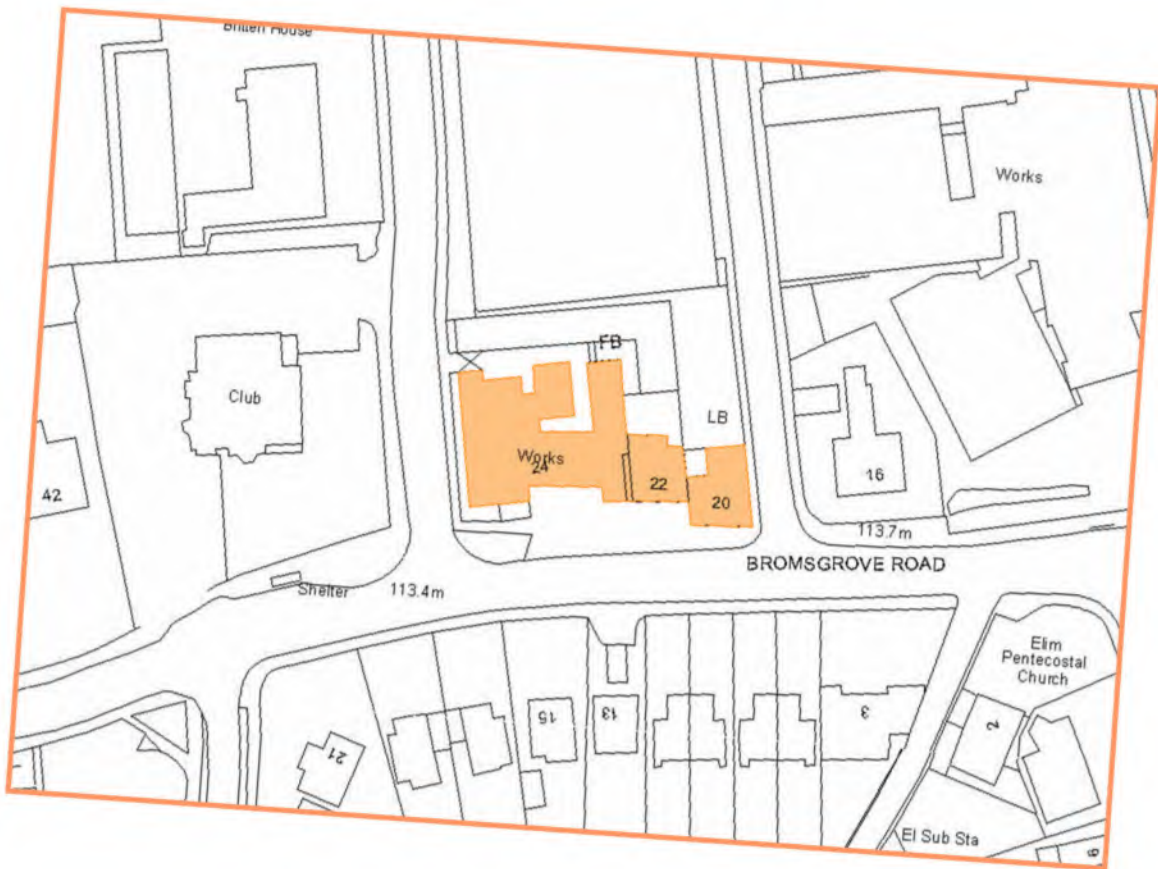 Britten House
Works
FB
Club
LB
Works
24
42
22
20
16
113.7m
BROMSGROVE ROAD
Shelter
113.4m
Elim
Pentecostal
Church
15
13
3
2
21
El Sub Sta